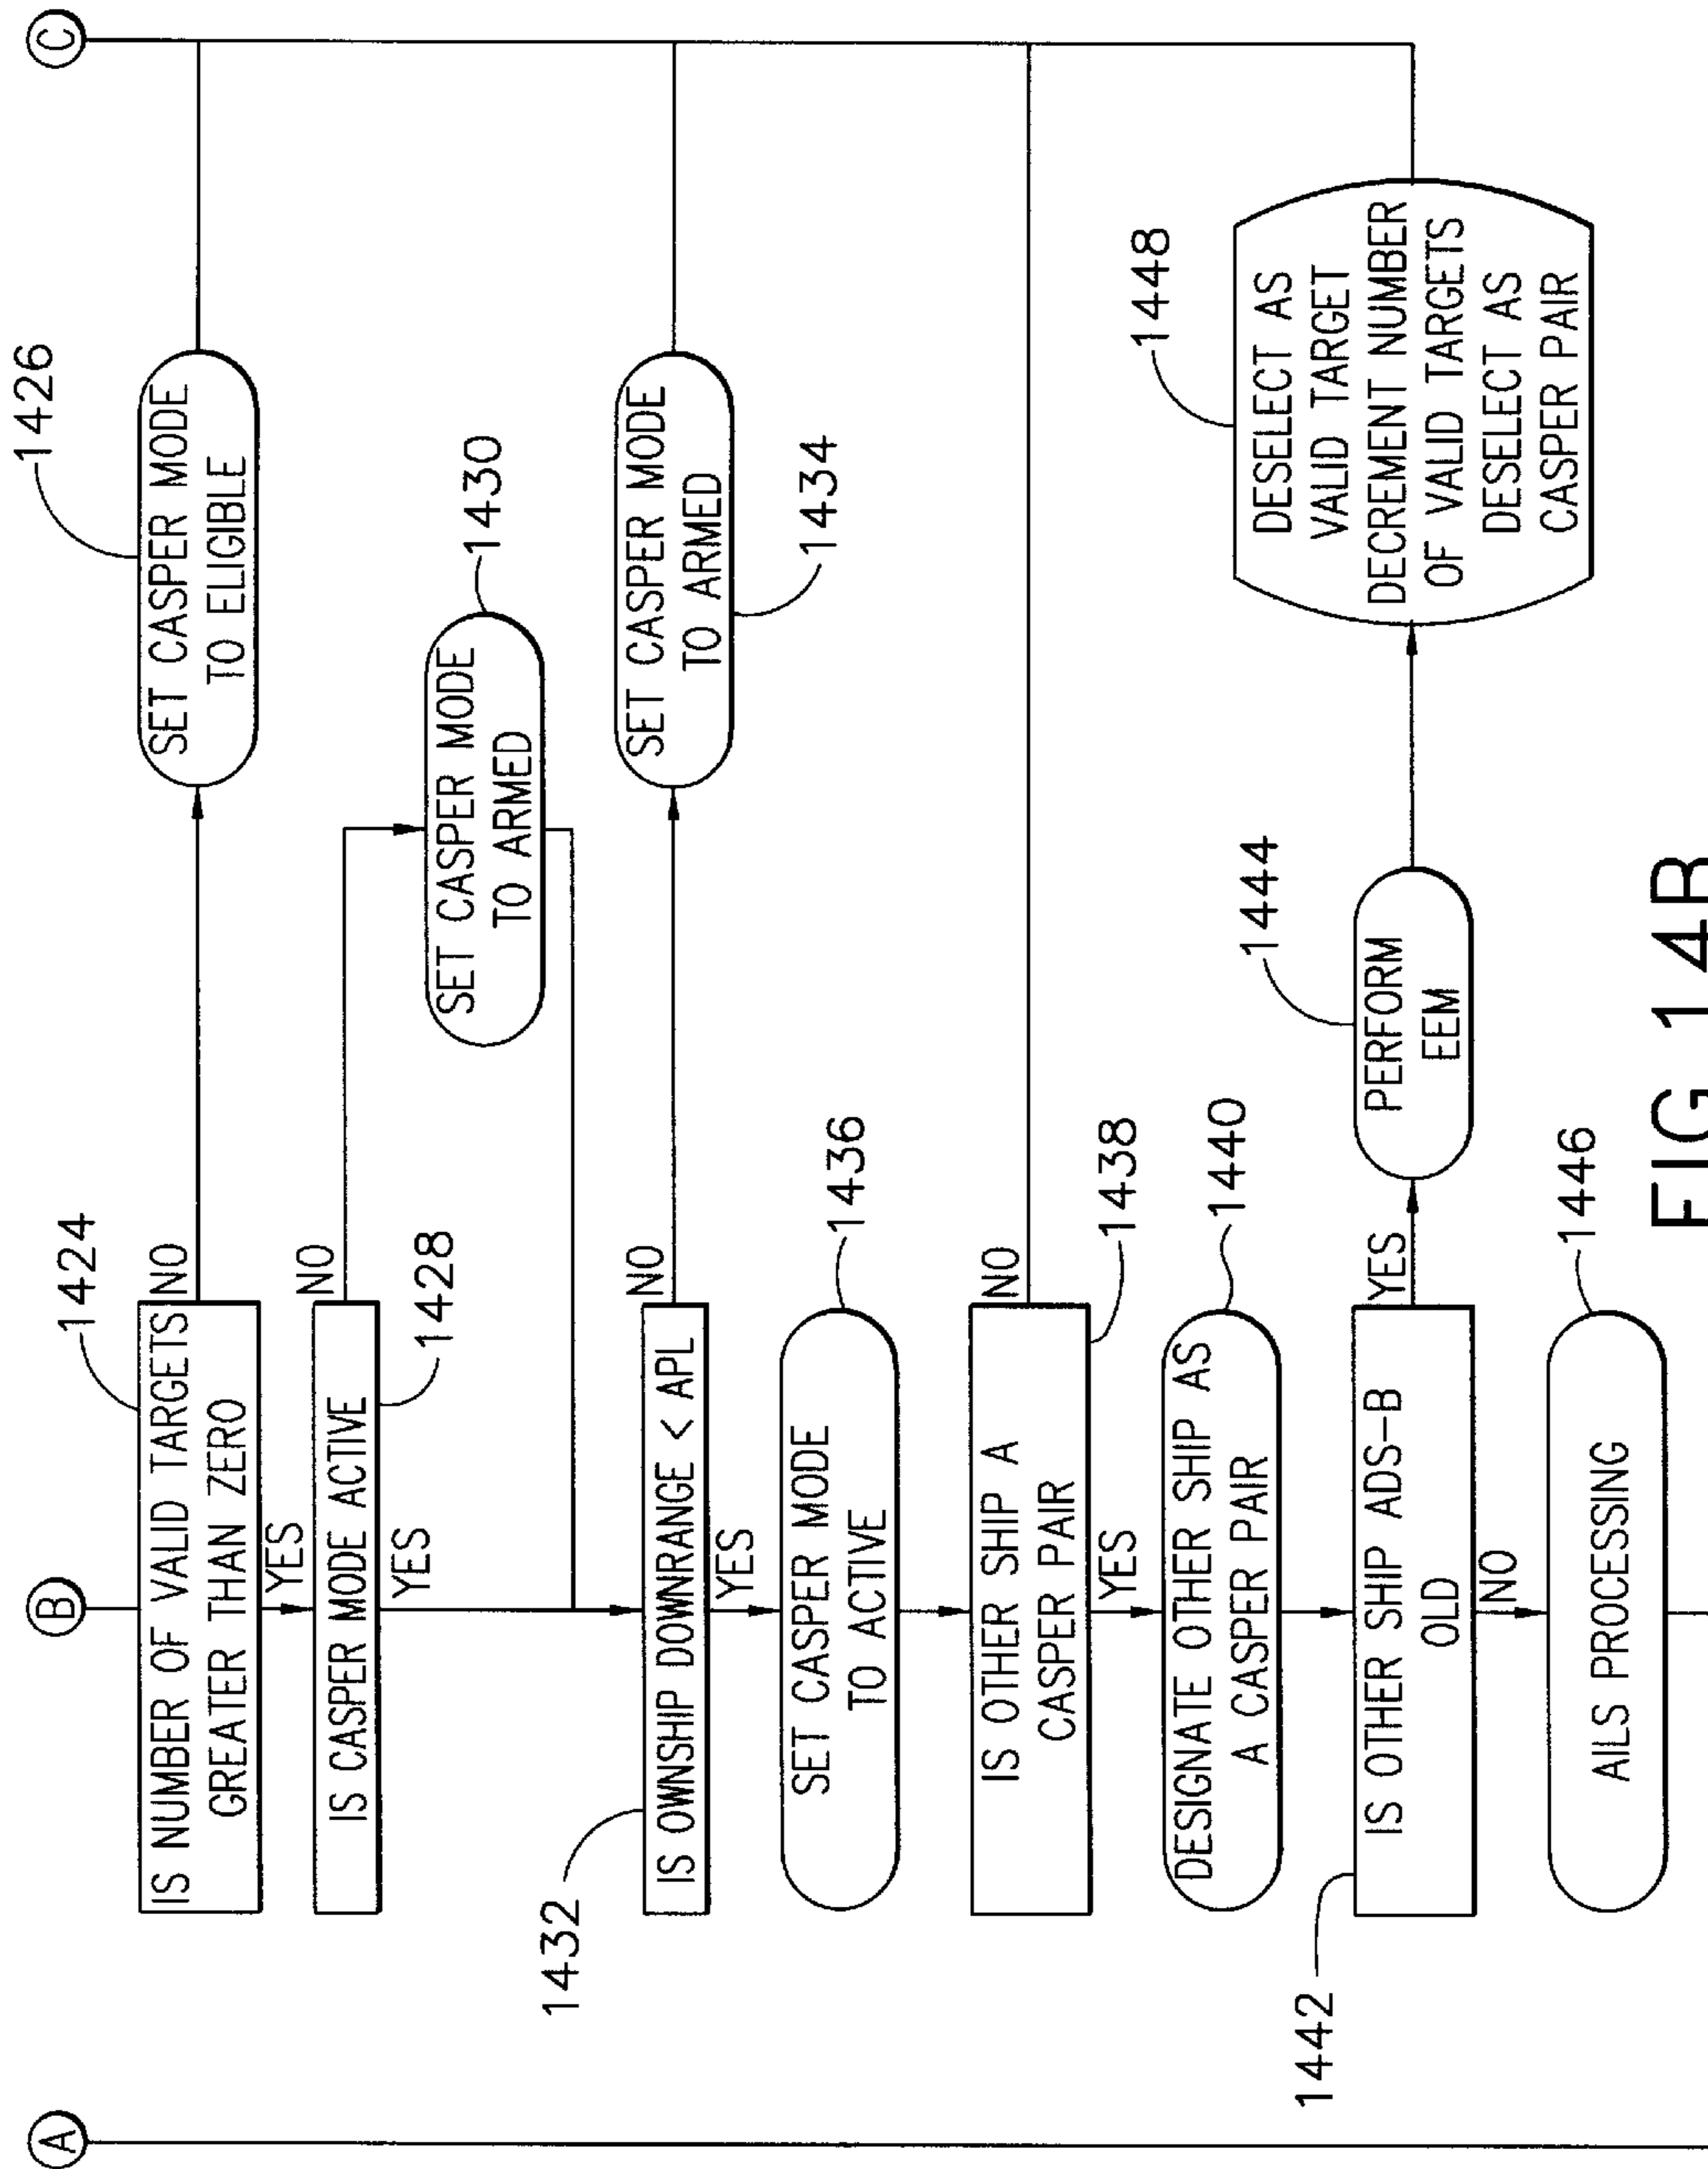 A
B
C
1424
IS NUMBER OF VALID TARGETS
GREATER THAN ZERO
NO
YES
1426
SET CASPER MODE
TO ELIGIBLE
IS CASPER MODE ACTIVE
NO
YES
1428
1430
SET CASPER MODE
TO ARMED
1432
IS OWNSHIP DOWNRANGE < APL
NO
YES
SET CASPER MODE
TO ARMED
1434
SET CASPER MODE
TO ACTIVE
1436
IS OTHER SHIP A
CASPER PAIR
NO
YES
1438
DESIGNATE OTHER SHIP AS
A CASPER PAIR
1440
1442
IS OTHER SHIP ADS-B
OLD
YES
NO
1444
PERFORM
EEM
1448
DESELECT AS
VALID TARGET
DECREMENT NUMBER
OF VALID TARGETS
DESELECT AS
CASPER PAIR
AILS PROCESSING
1446
FIG.14B